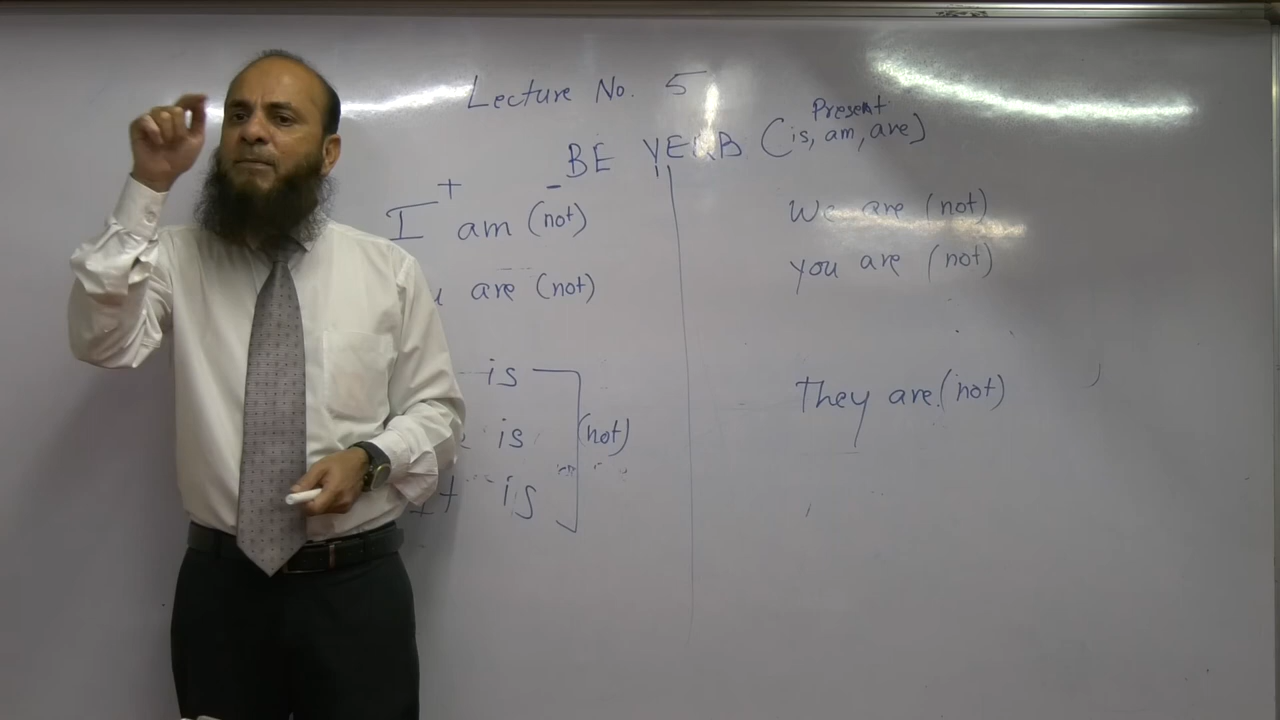 Lecture No. 5
BE VERB (is, am, are)
Present
+ -
I am (not)
are (not)
is
is (not)
It is
We are (not)
you are (not)
They are (not)